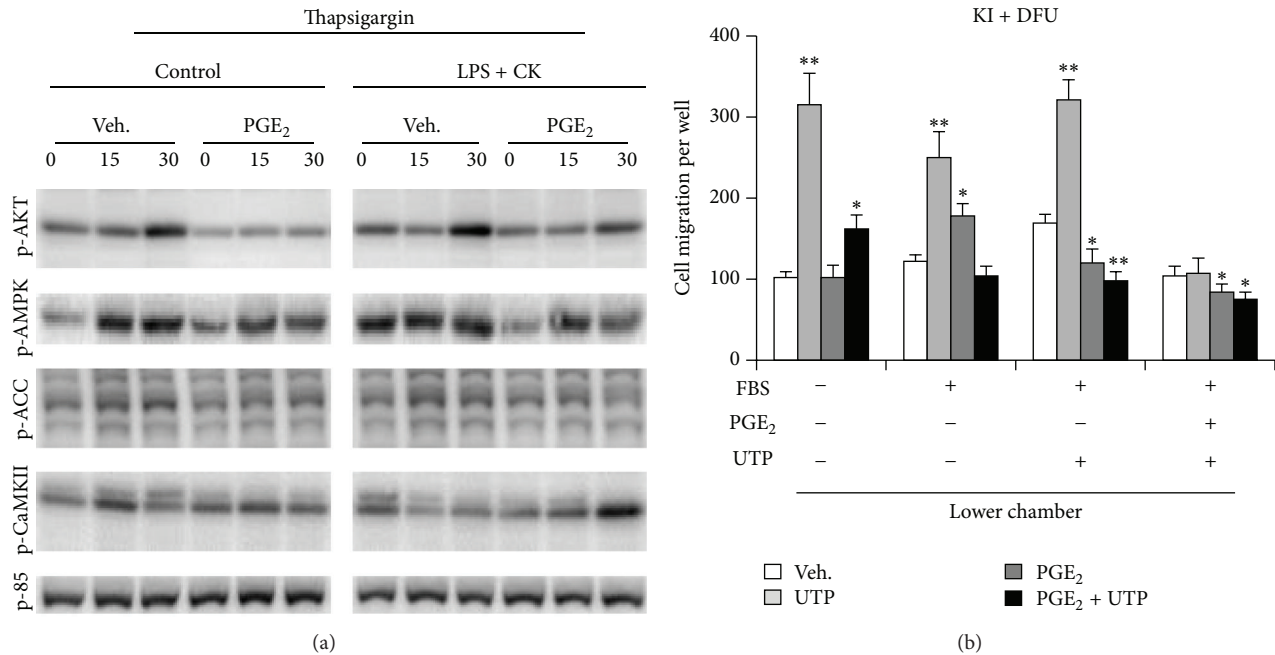 Thapsigargin
Control LPS + CK
Veh. PGE₂ Veh. PGE₂
0 15 30 0 15 30 0 15 30 0 15 30
p-AKT
p-AMPK
p-ACC
p-CaMKII
p-85
(a)
KI + DFU
Cell migration per well
400
300
200
100
0
** ** ** * * * ** * *
FBS − + + +
PGE₂ − − − +
UTP − − + +
Lower chamber
Veh. PGE₂
UTP PGE₂ + UTP
(b)